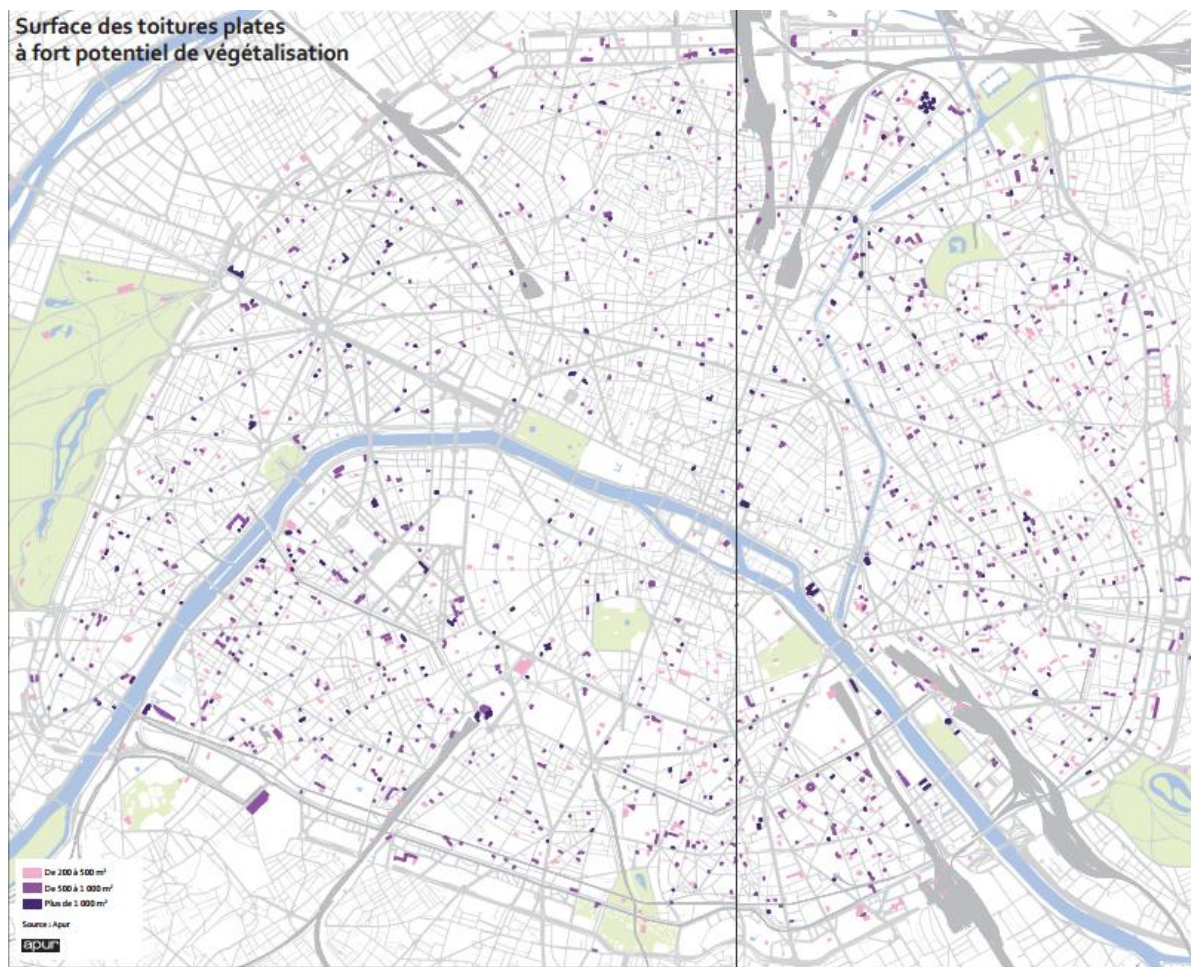 Surface des toitures plates
à fort potentiel de végétalisation
De 200 à 500 m²
De 500 à 1 000 m²
Plus de 1 000 m²
Source : Apur
apur